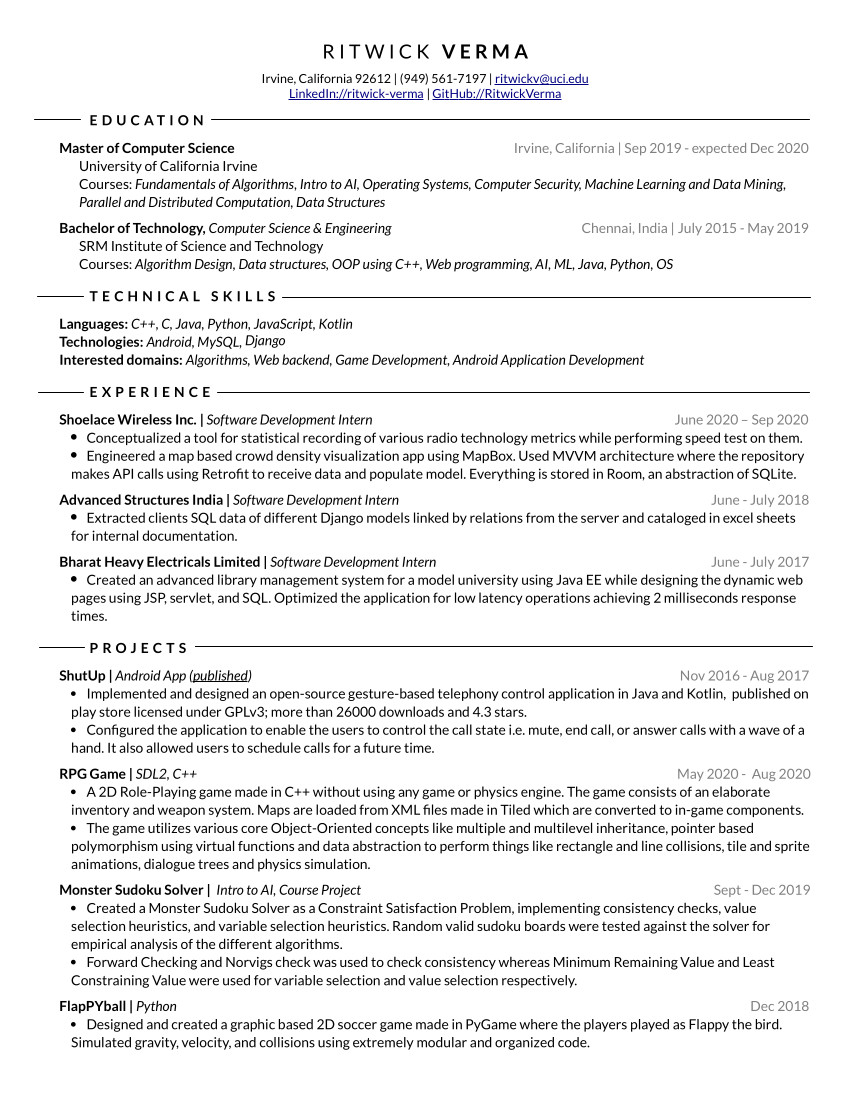 RITWICK VERMA
Irvine, California 92612 | (949) 561-7197 | ritwickv@uci.edu
LinkedIn://ritwick-verma | GitHub://RitwickVerma
EDUCATION
Master of Computer Science Irvine, California | Sep 2019 - expected Dec 2020
University of California Irvine
Courses: Fundamentals of Algorithms, Intro to AI, Operating Systems, Computer Security, Machine Learning and Data Mining,
Parallel and Distributed Computation, Data Structures
Bachelor of Technology, Computer Science & Engineering Chennai, India | July 2015 - May 2019
SRM Institute of Science and Technology
Courses: Algorithm Design, Data structures, OOP using C++, Web programming, AI, ML, Java, Python, OS
TECHNICAL SKILLS
Languages: C++, C, Java, Python, JavaScript, Kotlin
Technologies: Android, MySQL, Django
Interested domains: Algorithms, Web backend, Game Development, Android Application Development
EXPERIENCE
Shoelace Wireless Inc. | Software Development Intern June 2020 – Sep 2020
• Conceptualized a tool for statistical recording of various radio technology metrics while performing speed test on them.
• Engineered a map based crowd density visualization app using MapBox. Used MVVM architecture where the repository
makes API calls using Retrofit to receive data and populate model. Everything is stored in Room, an abstraction of SQLite.
Advanced Structures India | Software Development Intern June - July 2018
• Extracted clients SQL data of different Django models linked by relations from the server and cataloged in excel sheets
for internal documentation.
Bharat Heavy Electricals Limited | Software Development Intern June - July 2017
• Created an advanced library management system for a model university using Java EE while designing the dynamic web
pages using JSP, servlet, and SQL. Optimized the application for low latency operations achieving 2 milliseconds response
times.
PROJECTS
ShutUp | Android App (published) Nov 2016 - Aug 2017
• Implemented and designed an open-source gesture-based telephony control application in Java and Kotlin, published on
play store licensed under GPLv3; more than 26000 downloads and 4.3 stars.
• Configured the application to enable the users to control the call state i.e. mute, end call, or answer calls with a wave of a
hand. It also allowed users to schedule calls for a future time.
RPG Game | SDL2, C++ May 2020 - Aug 2020
• A 2D Role-Playing game made in C++ without using any game or physics engine. The game consists of an elaborate
inventory and weapon system. Maps are loaded from XML files made in Tiled which are converted to in-game components.
• The game utilizes various core Object-Oriented concepts like multiple and multilevel inheritance, pointer based
polymorphism using virtual functions and data abstraction to perform things like rectangle and line collisions, tile and sprite
animations, dialogue trees and physics simulation.
Monster Sudoku Solver | Intro to AI, Course Project Sept - Dec 2019
• Created a Monster Sudoku Solver as a Constraint Satisfaction Problem, implementing consistency checks, value
selection heuristics, and variable selection heuristics. Random valid sudoku boards were tested against the solver for
empirical analysis of the different algorithms.
• Forward Checking and Norvigs check was used to check consistency whereas Minimum Remaining Value and Least
Constraining Value were used for variable selection and value selection respectively.
FlapPYball | Python Dec 2018
• Designed and created a graphic based 2D soccer game made in PyGame where the players played as Flappy the bird.
Simulated gravity, velocity, and collisions using extremely modular and organized code.